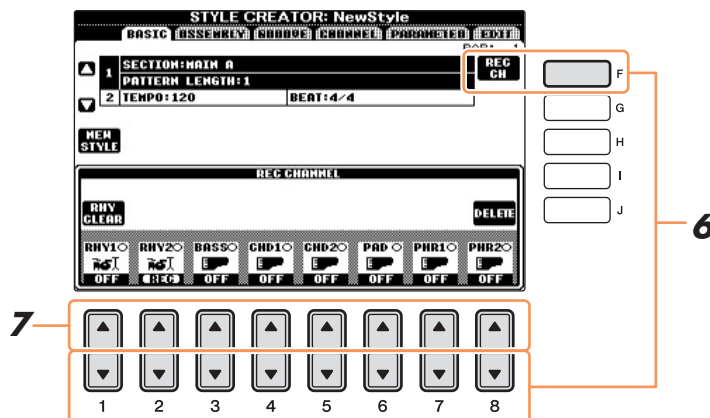 STYLE CREATOR: NewStyle
BASIC ASSEMBLY GROOVE CHANNEL PARAMETER EDIT
BAR: 1
1 SECTION:MAIN A
PATTERN LENGTH:1
2 TEMPO:120 BEAT:4/4
REC CH
NEW STYLE
F
G
H
I
J
6
REC CHANNEL
RHY CLEAR
DELETE
RHY1 RHY2 BASS CHD1 CHD2 PAD PHR1 PHR2
OFF REC OFF OFF OFF OFF OFF OFF
7
1 2 3 4 5 6 7 8